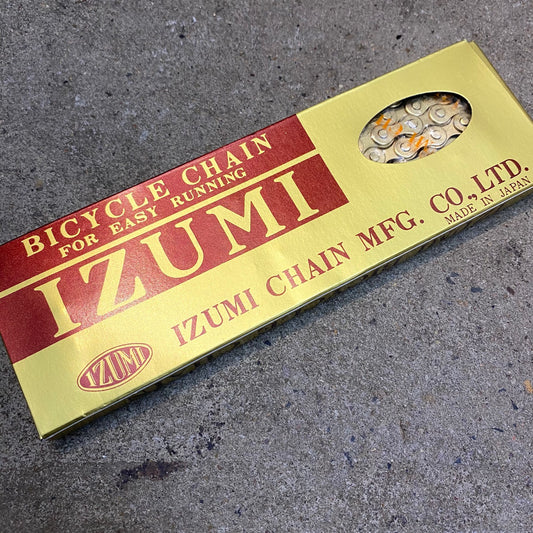 BICYCLE CHAIN
FOR EASY RUNNING
IZUMI
IZUMI CHAIN MFG. CO., LTD.
MADE IN JAPAN
IZUMI